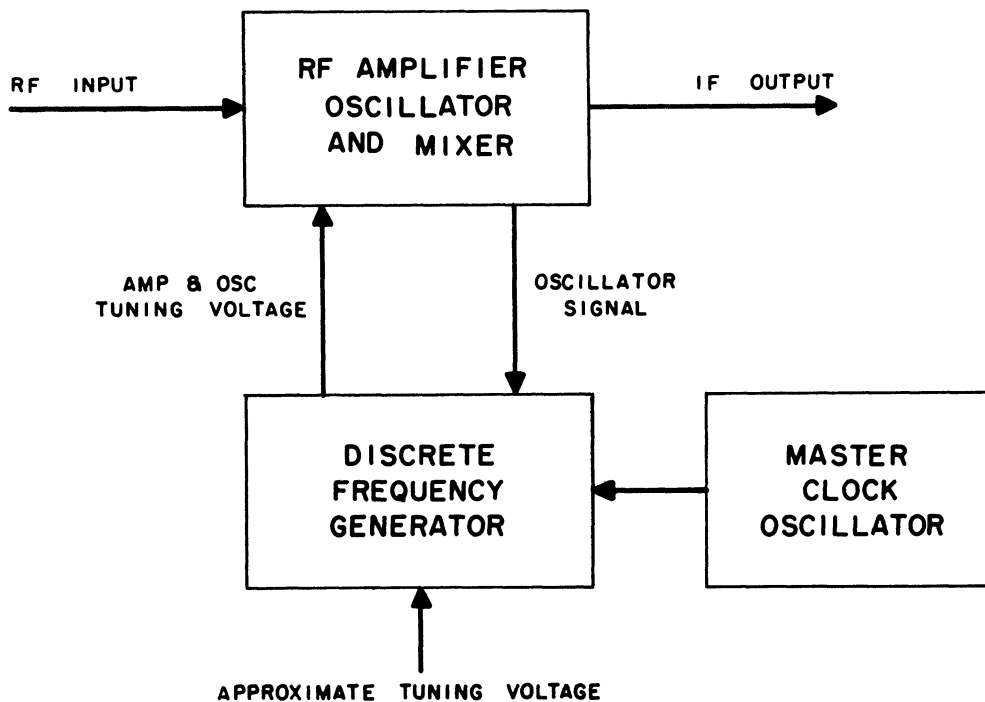 RF AMPLIFIER
OSCILLATOR
AND MIXER
RF INPUT
IF OUTPUT
AMP & OSC
TUNING VOLTAGE
OSCILLATOR
SIGNAL
DISCRETE
FREQUENCY
GENERATOR
MASTER
CLOCK
OSCILLATOR
APPROXIMATE TUNING VOLTAGE